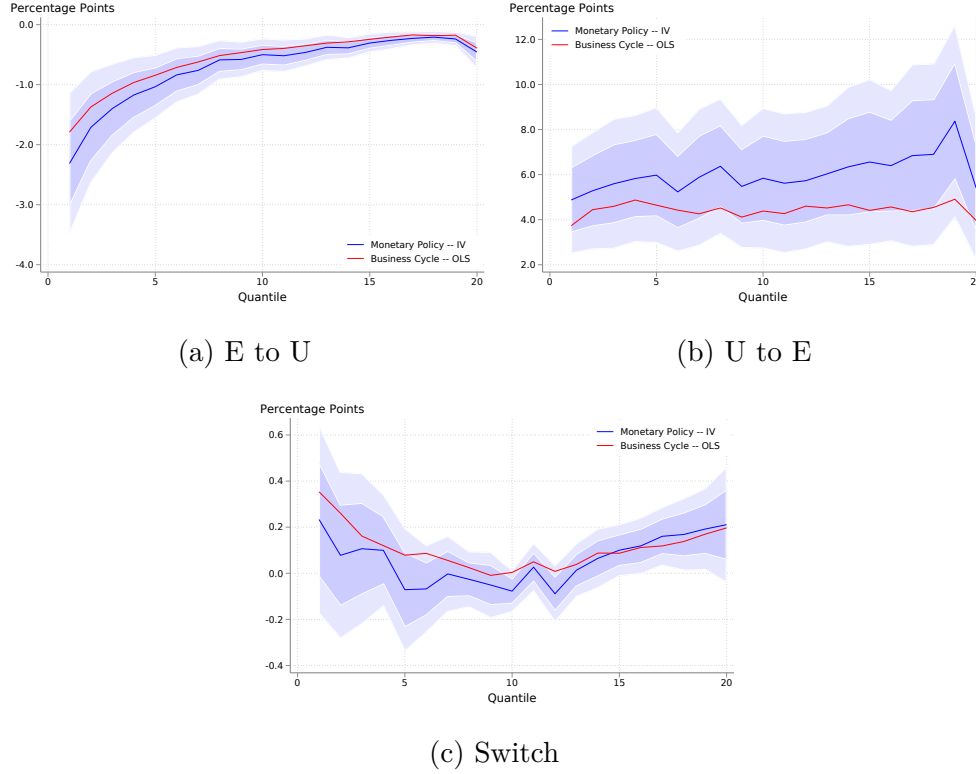 Percentage Points
0.0
-1.0
-2.0
-3.0
-4.0
Monetary Policy -- IV
Business Cycle -- OLS
0 5 10 15 20
Quantile
(a) E to U
Percentage Points
12.0
10.0
8.0
6.0
4.0
2.0
Monetary Policy -- IV
Business Cycle -- OLS
0 5 10 15
Quantile
(b) U to E
Percentage Points
0.6
0.4
0.2
0.0
-0.2
-0.4
Monetary Policy -- IV
Business Cycle -- OLS
0 5 10 15 20
Quantile
(c) Switch